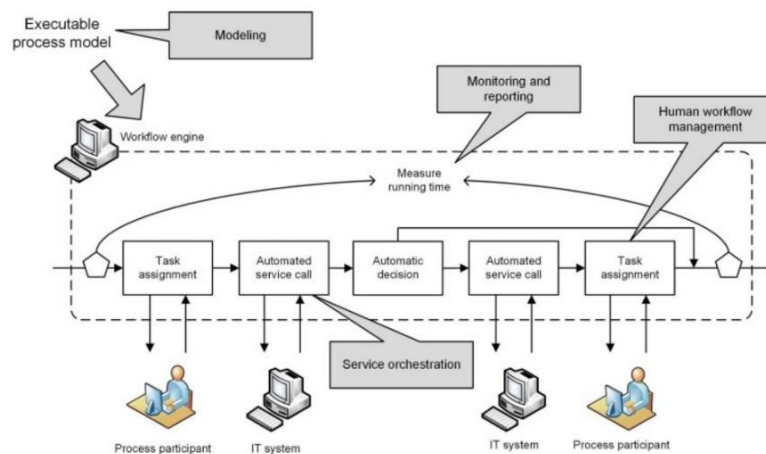 Executable
process model
Modeling
Monitoring and
reporting
Human workflow
management
Workflow engine
Measure
running time
Task
assignment
Automated
service call
Automatic
decision
Automated
service call
Task
assignment
Service orchestration
Process participant
IT system
IT system
Process participant